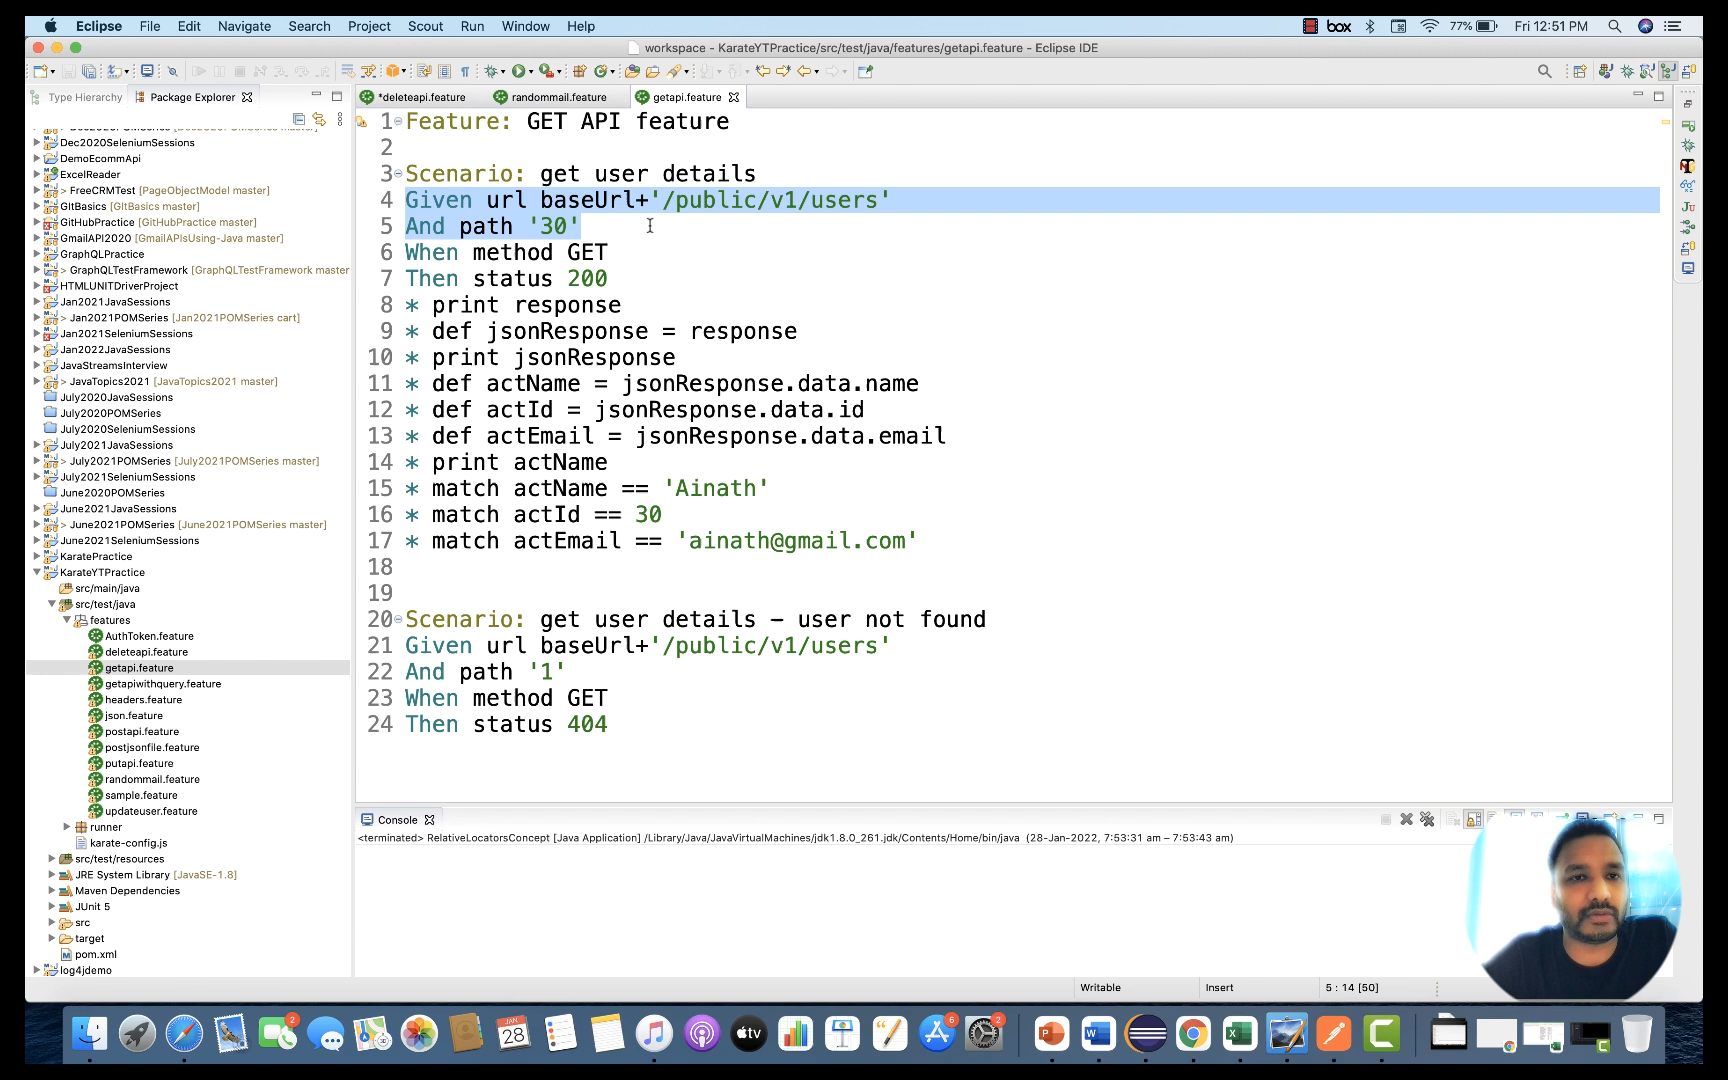 Eclipse File Edit Navigate Search Project Scout Run Window Help box 77% Fri 12:51 PM
workspace - KarateYTPractice/src/test/java/features/getapi.feature - Eclipse IDE
Type Hierarchy Package Explorer *deleteapi.feature randommail.feature getapi.feature
Dec2020SeleniumSessions
DemoEcommApi
ExcelReader
> FreeCRMTest [PageObjectModel master]
GItBasics
GitHubPractice [GitHubPractice master]
GmailAPI2020 [GmailAPIsUsing-Java master]
GraphQLPractice
> GraphQLTestFramework [GraphQLTestFramework master
HTMLUNITDriverProject
Jan2021JavaSessions
> Jan2021POMSeries [Jan2021POMSeries cart]
Jan2021SeleniumSessions
Jan2022JavaSessions
JavaStreamsInterview
> JavaTopics2021 [JavaTopics2021 master]
July2020JavaSessions
July2020POMSeries
July2020SeleniumSessions
July2021JavaSessions
> July2021POMSeries [July2021POMSeries master]
July2021SeleniumSessions
June2020POMSeries
June2021JavaSessions
> June2021POMSeries [June2021POMSeries master]
June2021SeleniumSessions
KaratePractice
KarateYTPractice
src/main/java
src/test/java
features
AuthToken.feature
deleteapi.feature
getapi.feature
getapiwithquery.feature
headers.feature
json.feature
postapi.feature
postjsonfile.feature
putapi.feature
randommail.feature
sample.feature
updateuser.feature
runner
karate-config.js
src/test/resources
JRE System Library [JavaSE-1.8]
Maven Dependencies
JUnit 5
src
target
pom.xml
log4jdemo
1 Feature: GET API feature
2
3 Scenario: get user details
4 Given url baseUrl+'/public/v1/users'
5 And path '30'
6 When method GET
7 Then status 200
8 * print response
9 * def jsonResponse = response
10 * print jsonResponse
11 * def actName = jsonResponse.data.name
12 * def actId = jsonResponse.data.id
13 * def actEmail = jsonResponse.data.email
14 * print actName
15 * match actName == 'Ainath'
16 * match actId == 30
17 * match actEmail == 'ainath@gmail.com'
18
19
20 Scenario: get user details - user not found
21 Given url baseUrl+'/public/v1/users'
22 And path '1'
23 When method GET
24 Then status 404
Console
<terminated> RelativeLocatorsConcept [Java Application] /Library/Java/JavaVirtualMachines/jdk1.8.0_261.jdk/Contents/Home/bin/java (28-Jan-2022, 7:53:31 am – 7:53:43 am)
Writable Insert 5 : 14 [50]
2 JAN 28 tv 6 2